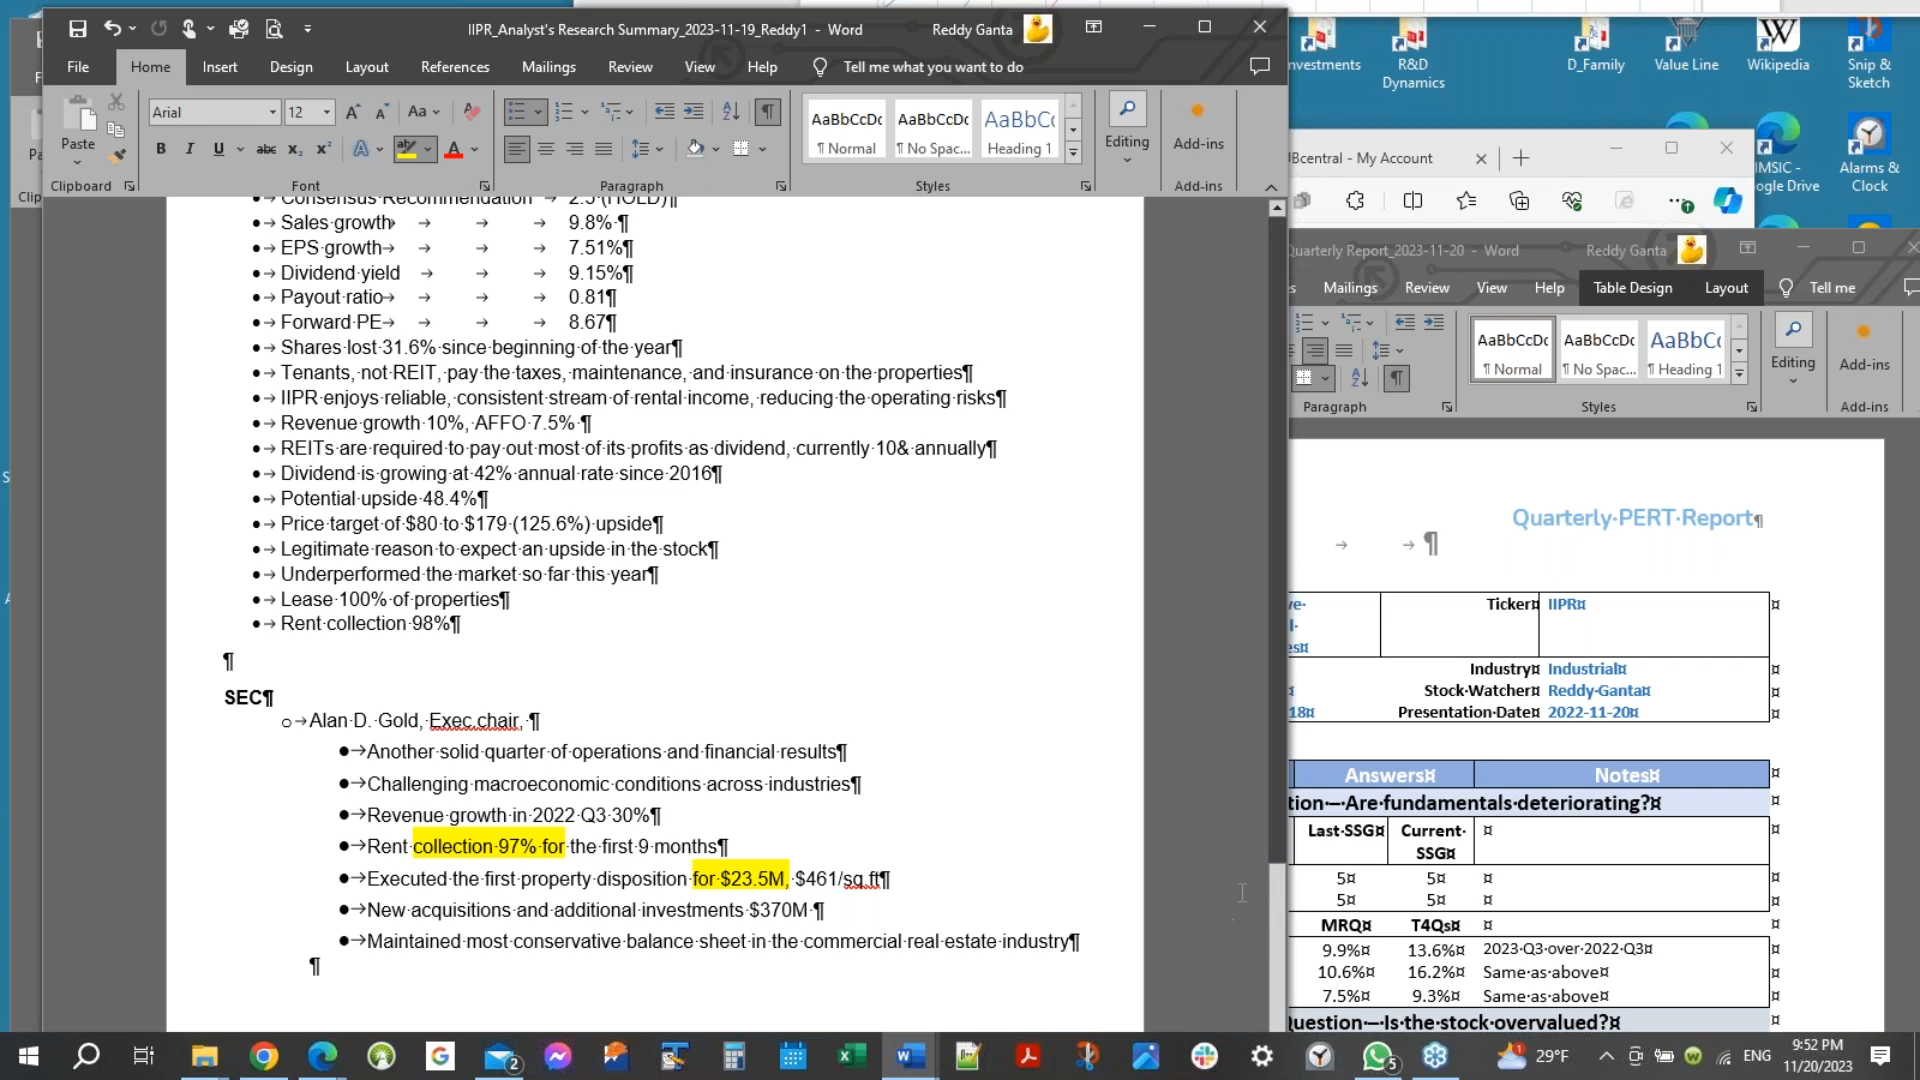 IIPR_Analyst's Research Summary_2023-11-19_Reddy1 - Word
Reddy Ganta
File Home Insert Design Layout References Mailings Review View Help Tell me what you want to do
Paste
Clipboard
Arial 12
Font
Paragraph
AaBbCcDc AaBbCcDc AaBbCc
¶ Normal ¶ No Spac... Heading 1
Styles
Editing
Add-ins
Add-ins
Consensus Recommendation → 2.5 (HOLD)¶
Sales growth → → → 9.8% ¶
EPS growth → → → 7.51%¶
Dividend yield → → → 9.15%¶
Payout ratio → → → 0.81¶
Forward PE → → → 8.67¶
Shares lost 31.6% since beginning of the year¶
Tenants, not REIT, pay the taxes, maintenance, and insurance on the properties¶
IIPR enjoys reliable, consistent stream of rental income, reducing the operating risks¶
Revenue growth 10%, AFFO 7.5% ¶
REITs are required to pay out most of its profits as dividend, currently 10& annually¶
Dividend is growing at 42% annual rate since 2016¶
Potential upside 48.4%¶
Price target of $80 to $179 (125.6%) upside¶
Legitimate reason to expect an upside in the stock¶
Underperformed the market so far this year¶
Lease 100% of properties¶
Rent collection 98%¶
¶
SEC¶
Alan D. Gold, Exec.chair, ¶
Another solid quarter of operations and financial results¶
Challenging macroeconomic conditions across industries¶
Revenue growth in 2022 Q3 30%¶
Rent collection 97% for the first 9 months¶
Executed the first property disposition for $23.5M, $461/sq.ft¶
New acquisitions and additional investments $370M ¶
Maintained most conservative balance sheet in the commercial real estate industry¶
¶
nvestments
R&D Dynamics
D_Family
Value Line
Wikipedia
Snip & Sketch
IMSIC - ogle Drive
Alarms & Clock
Bcentral - My Account
Quarterly Report_2023-11-20 - Word
Reddy Ganta
Mailings Review View Help Table Design Layout Tell me
AaBbCcDc AaBbCcDc AaBbCc
¶ Normal ¶ No Spac... ¶ Heading 1
Editing
Add-ins
Paragraph
Styles
Add-ins
Quarterly PERT Report¶
→ → ¶
ve-
l-
es¤
Ticker¤ IIPR¤
Industry¤ Industrial¤
Stock Watcher¤ Reddy Ganta¤
18¤ Presentation Date¤ 2022-11-20¤
Answers¤ Notes¤
tion – Are fundamentals deteriorating?¤
Last SSG¤ Current SSG¤ ¤
5¤ 5¤ ¤
5¤ 5¤ ¤
MRQ¤ T4Qs¤ ¤
9.9%¤ 13.6%¤ 2023 Q3 over 2022 Q3¤
10.6%¤ 16.2%¤ Same as above¤
7.5%¤ 9.3%¤ Same as above¤
Question – Is the stock overvalued?¤
2
5
29°F
ENG
9:52 PM
11/20/2023